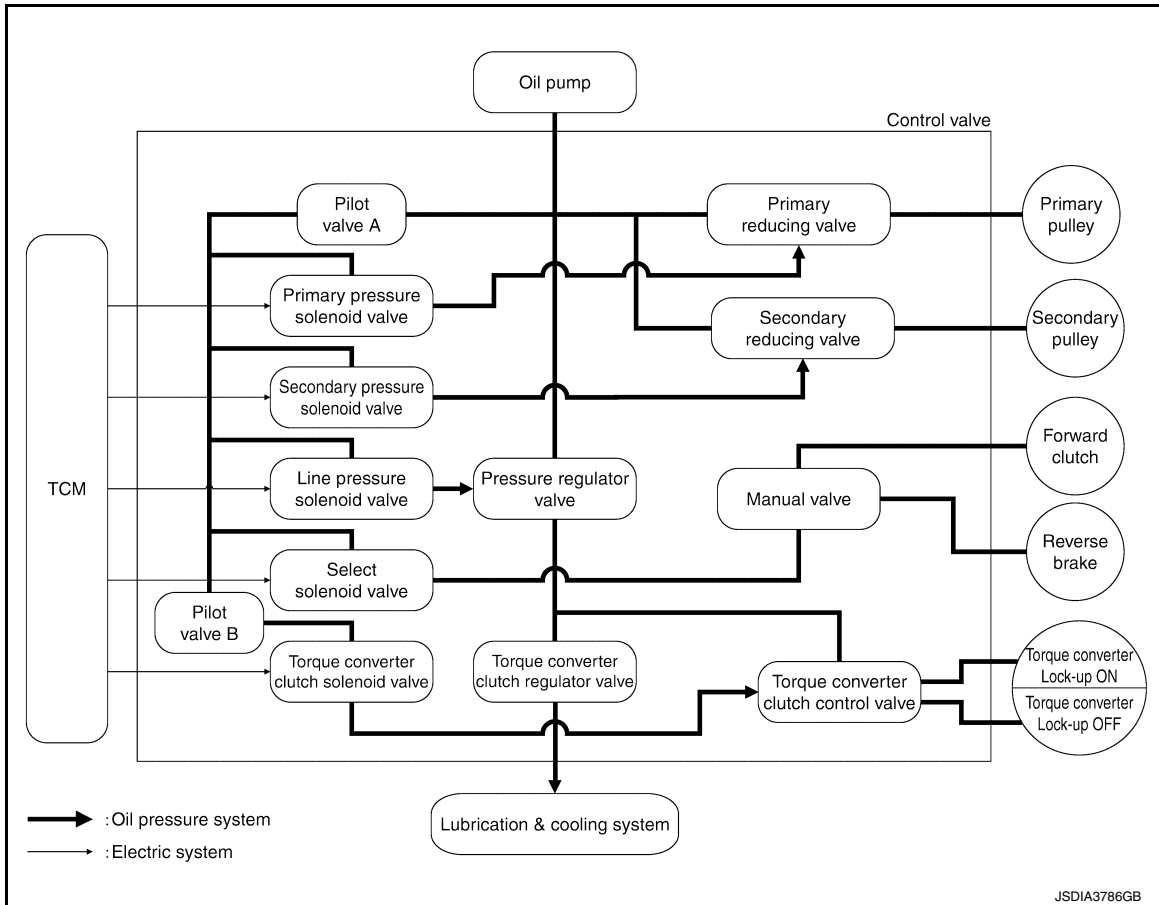 Oil pump
Control valve
Pilot
valve A
Primary
reducing valve
Primary
pulley
Primary pressure
solenoid valve
Secondary
reducing valve
Secondary
pulley
Secondary pressure
solenoid valve
Forward
clutch
TCM
Line pressure
solenoid valve
Pressure regulator
valve
Manual valve
Reverse
brake
Select
solenoid valve
Pilot
valve B
Torque converter
clutch solenoid valve
Torque converter
clutch regulator valve
Torque converter
clutch control valve
Torque converter
Lock-up ON
Torque converter
Lock-up OFF
Lubrication & cooling system
:Oil pressure system
:Electric system
JSDIA3786GB